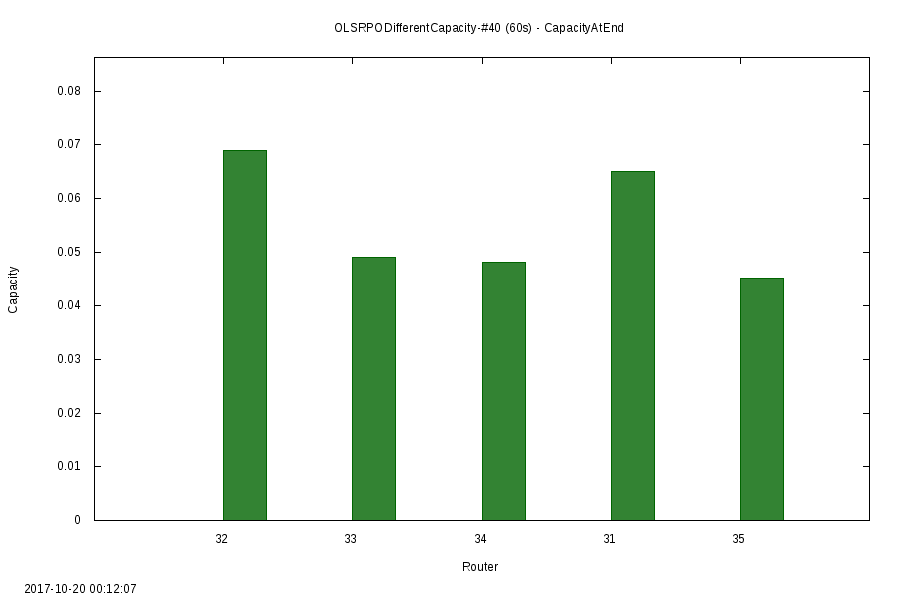 OLSRPODifferentCapacity-#40 (60s) - CapacityAtEnd
0.08
0.07
0.06
0.05
0.04
0.03
0.02
0.01
0
Capacity
32 33 34 31 35
Router
2017-10-20 00:12:07